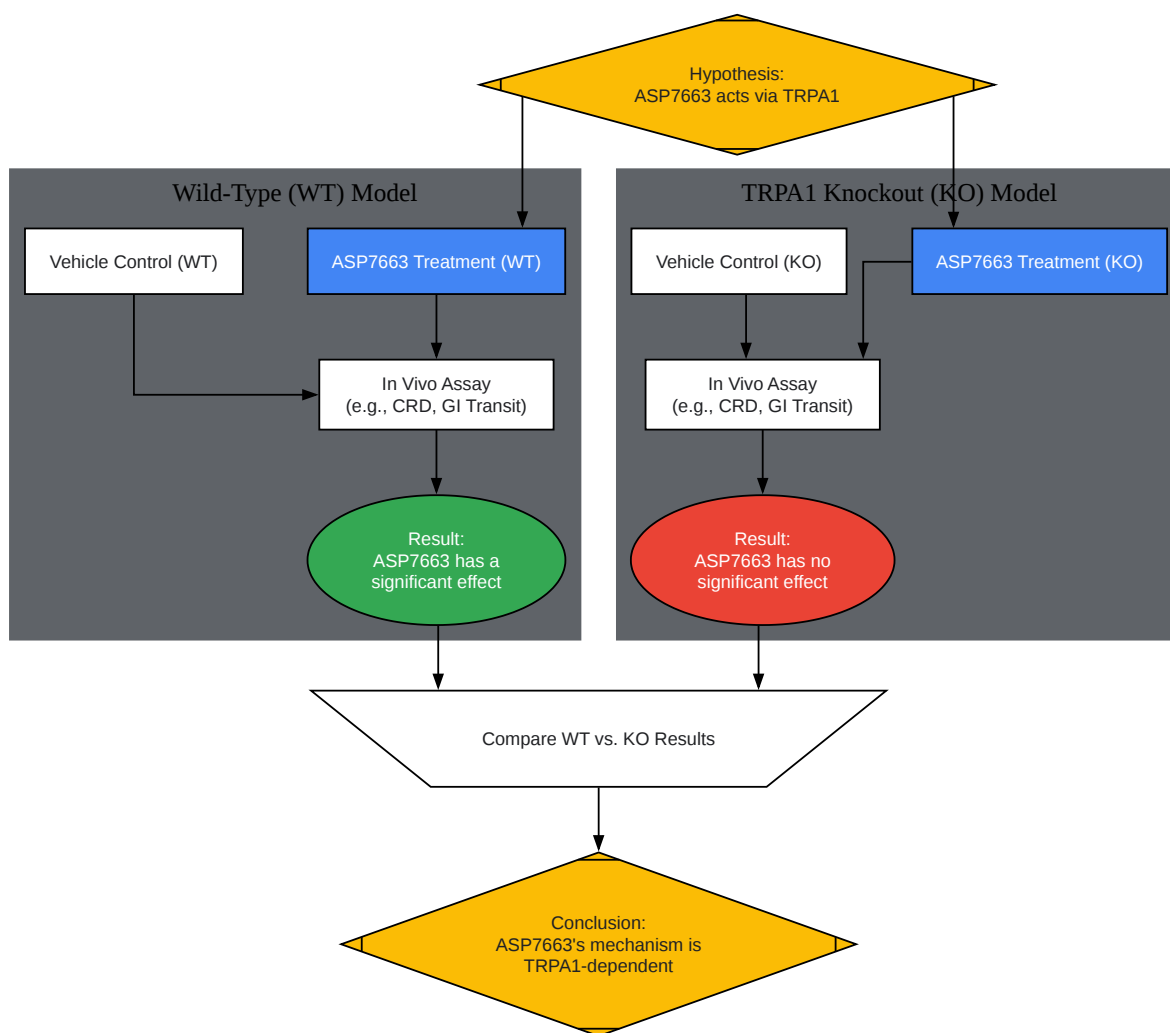 Hypothesis:
ASP7663 acts via TRPA1
Wild-Type (WT) Model
TRPA1 Knockout (KO) Model
Vehicle Control (WT)
ASP7663 Treatment (WT)
Vehicle Control (KO)
ASP7663 Treatment (KO)
In Vivo Assay
(e.g., CRD, GI Transit)
In Vivo Assay
(e.g., CRD, GI Transit)
Result:
ASP7663 has a
significant effect
Result:
ASP7663 has no
significant effect
Compare WT vs. KO Results
Conclusion:
ASP7663's mechanism is
TRPA1-dependent